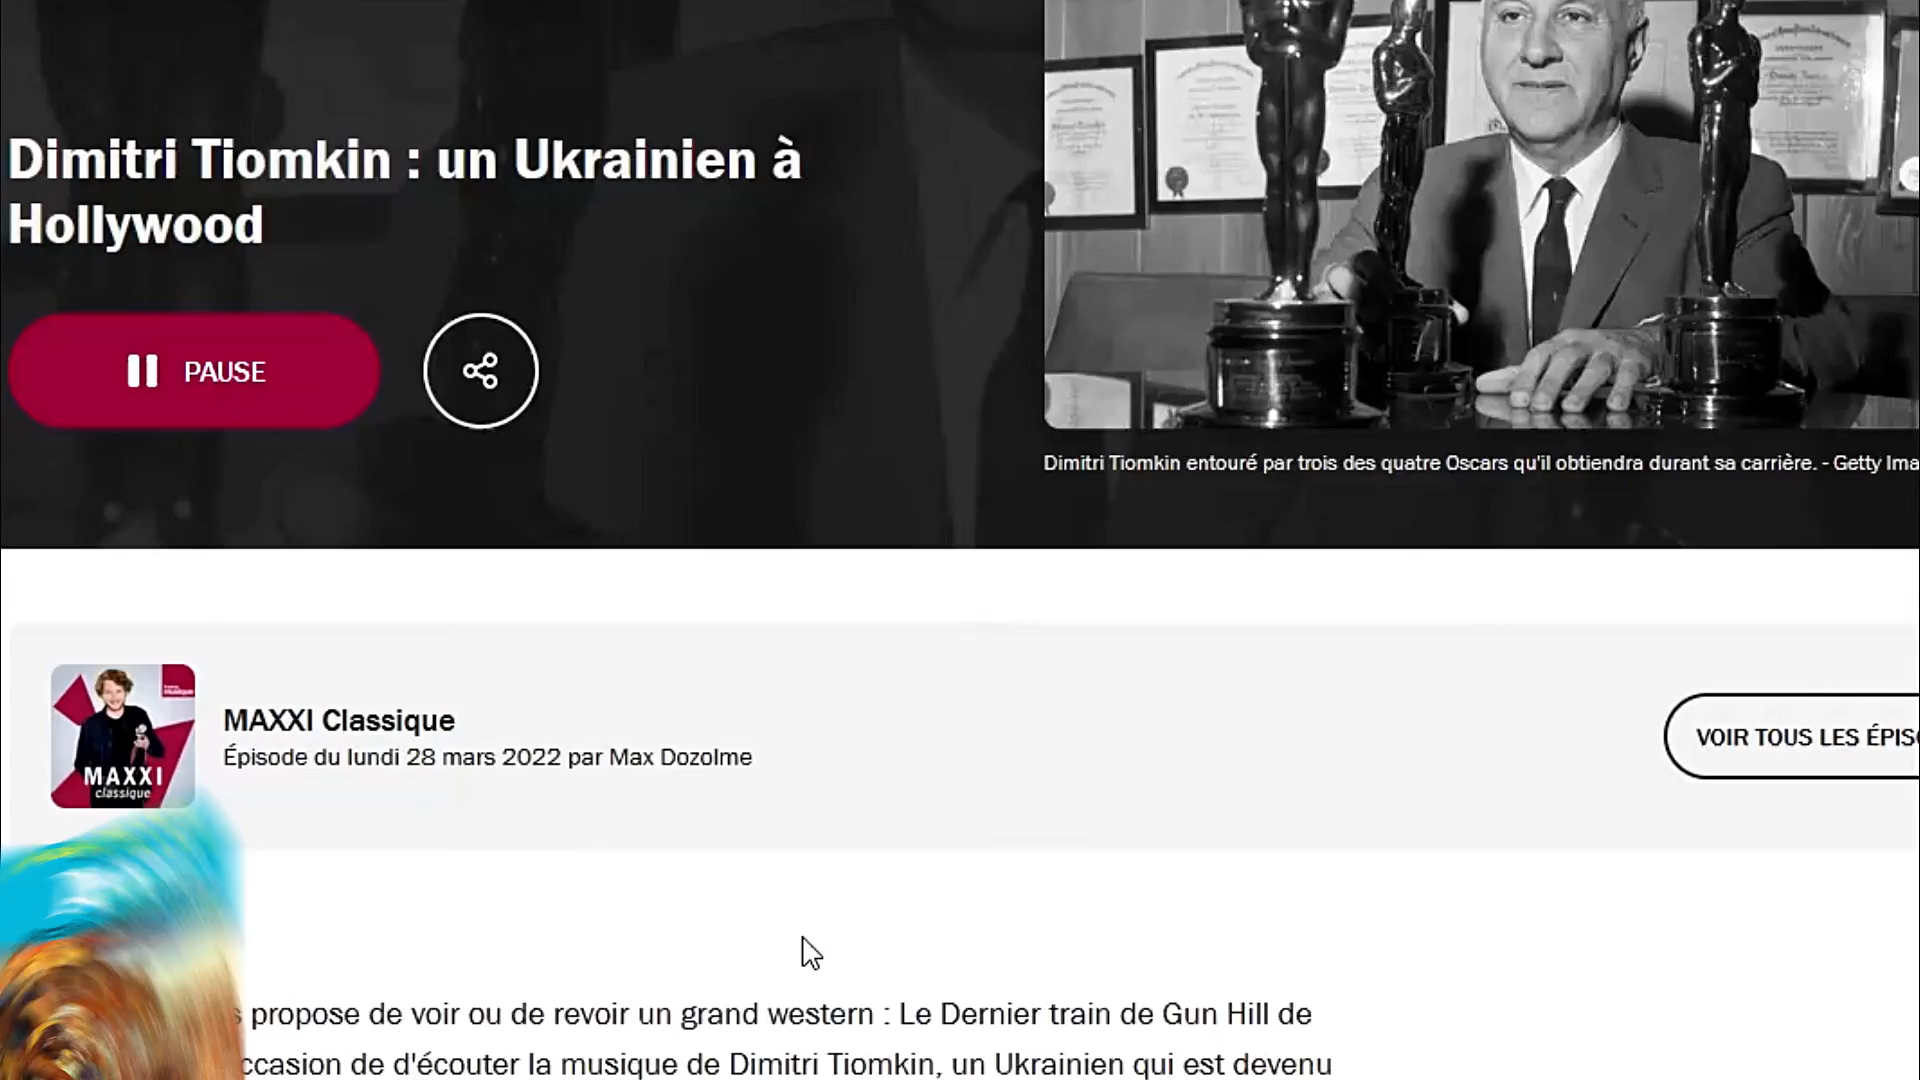 Dimitri Tiomkin : un Ukrainien à
Hollywood
PAUSE
Dimitri Tiomkin entouré par trois des quatre Oscars qu'il obtiendra durant sa carrière. - Getty Ima
MAXXI Classique
Épisode du lundi 28 mars 2022 par Max Dozolme
MAXXI
classique
VOIR TOUS LES ÉPIS
propose de voir ou de revoir un grand western : Le Dernier train de Gun Hill de
ccasion de d'écouter la musique de Dimitri Tiomkin, un Ukrainien qui est devenu